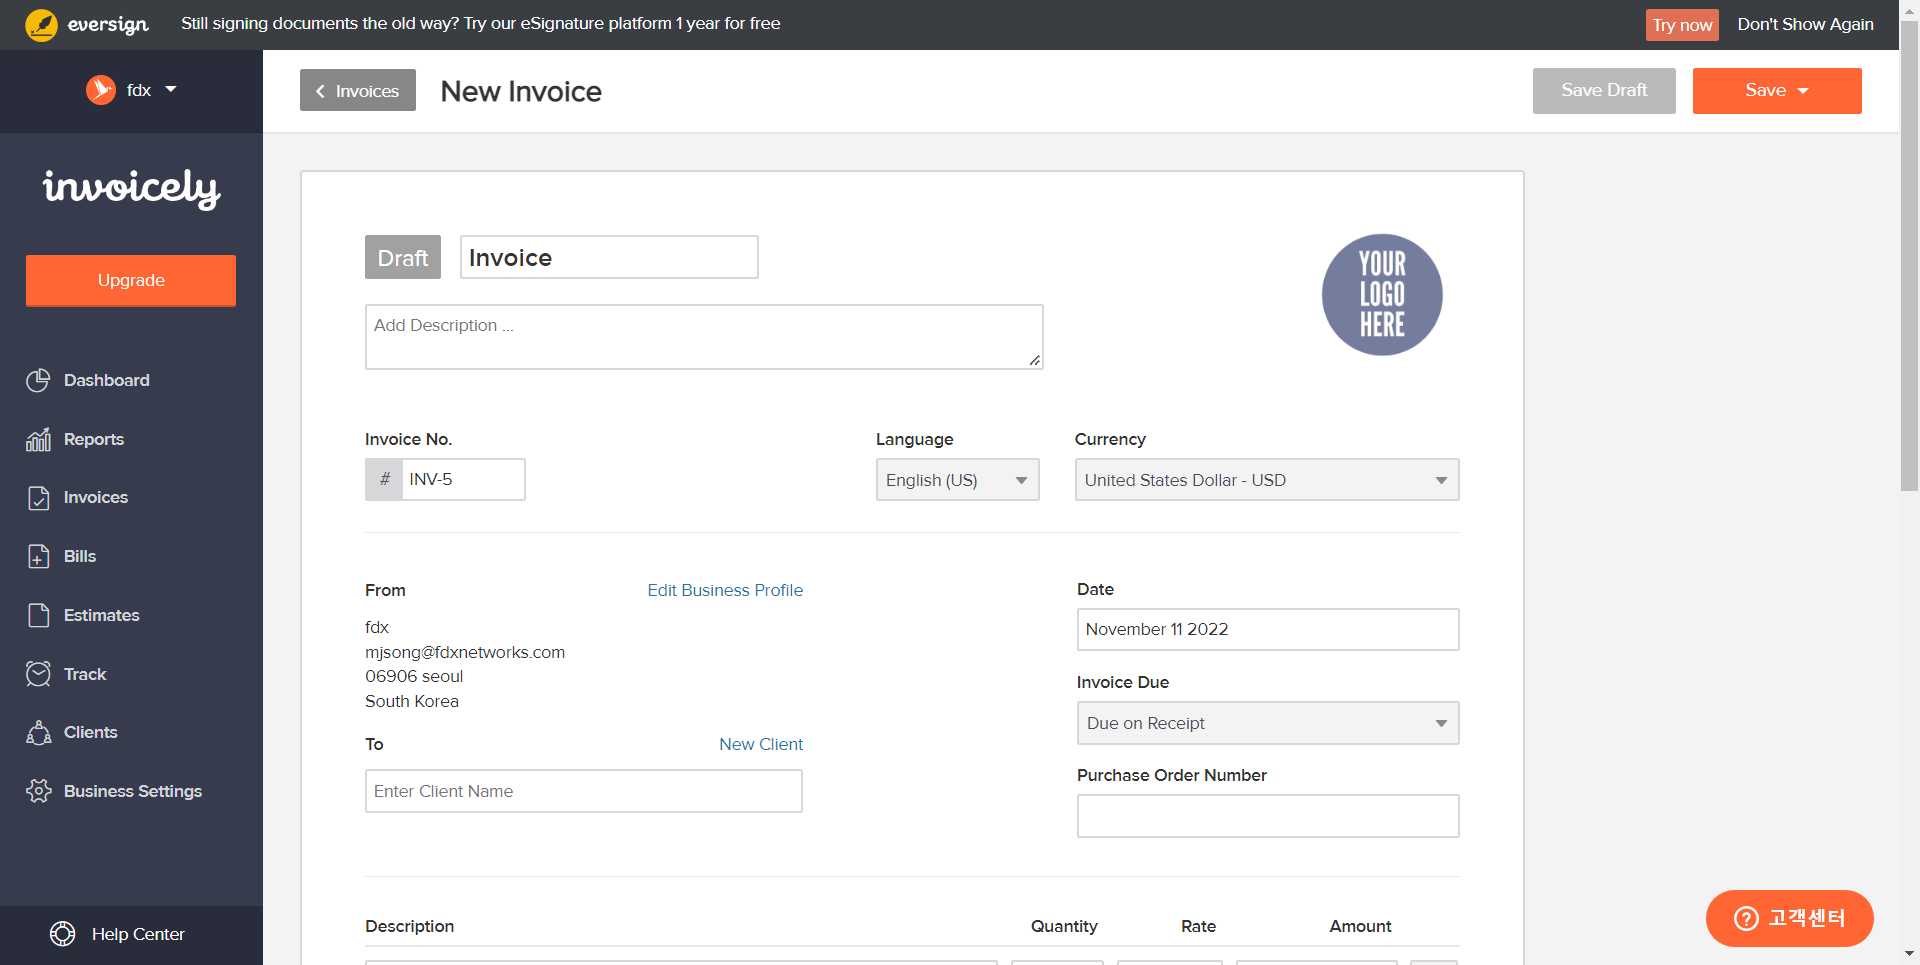 eversign
Still signing documents the old way? Try our eSignature platform 1 year for free
Try now
Don't Show Again
fdx
Invoices
New Invoice
Save Draft
Save
invoicely
Upgrade
Dashboard
Reports
Invoices
Bills
Estimates
Track
Clients
Business Settings
Help Center
Draft
Invoice
YOUR
LOGO
HERE
Add Description ...
Invoice No.
Language
Currency
# INV-5
English (US)
United States Dollar - USD
From
Edit Business Profile
fdx
mjsong@fdxnetworks.com
06906 seoul
South Korea
To
New Client
Enter Client Name
Date
November 11 2022
Invoice Due
Due on Receipt
Purchase Order Number
Description
Quantity
Rate
Amount
고객센터